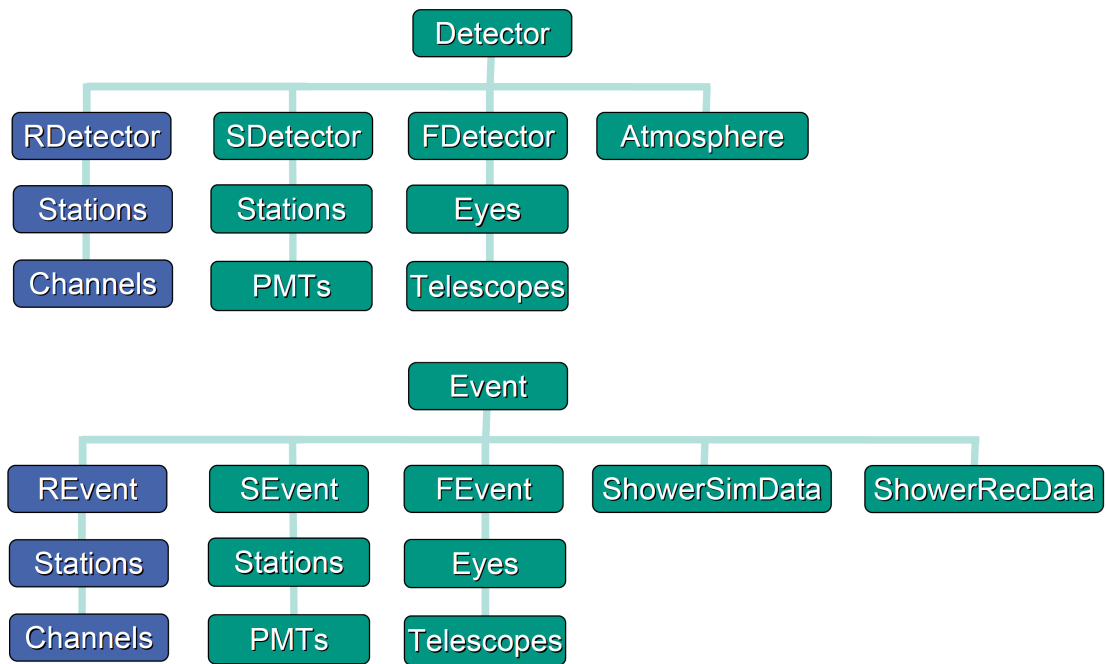 Detector
RDetector SDetector FDetector Atmosphere
Stations Stations Eyes
Channels PMTs Telescopes
Event
REvent SEvent FEvent ShowerSimData ShowerRecData
Stations Stations Eyes
Channels PMTs Telescopes